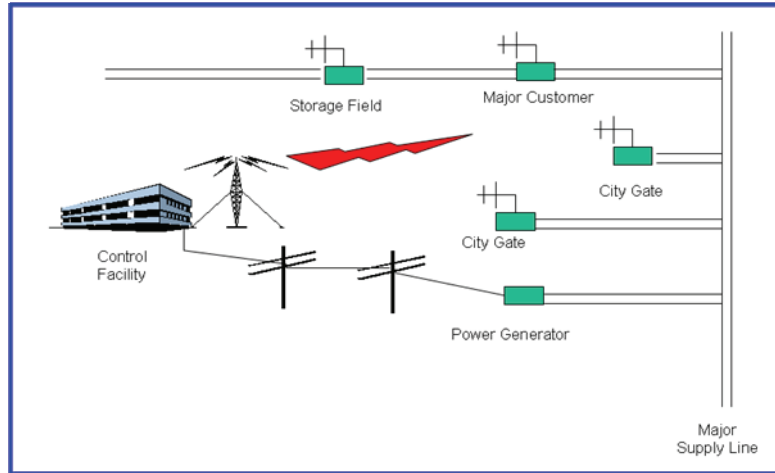 Storage Field
Major Customer
City Gate
City Gate
Control
Facility
Power Generator
Major
Supply Line